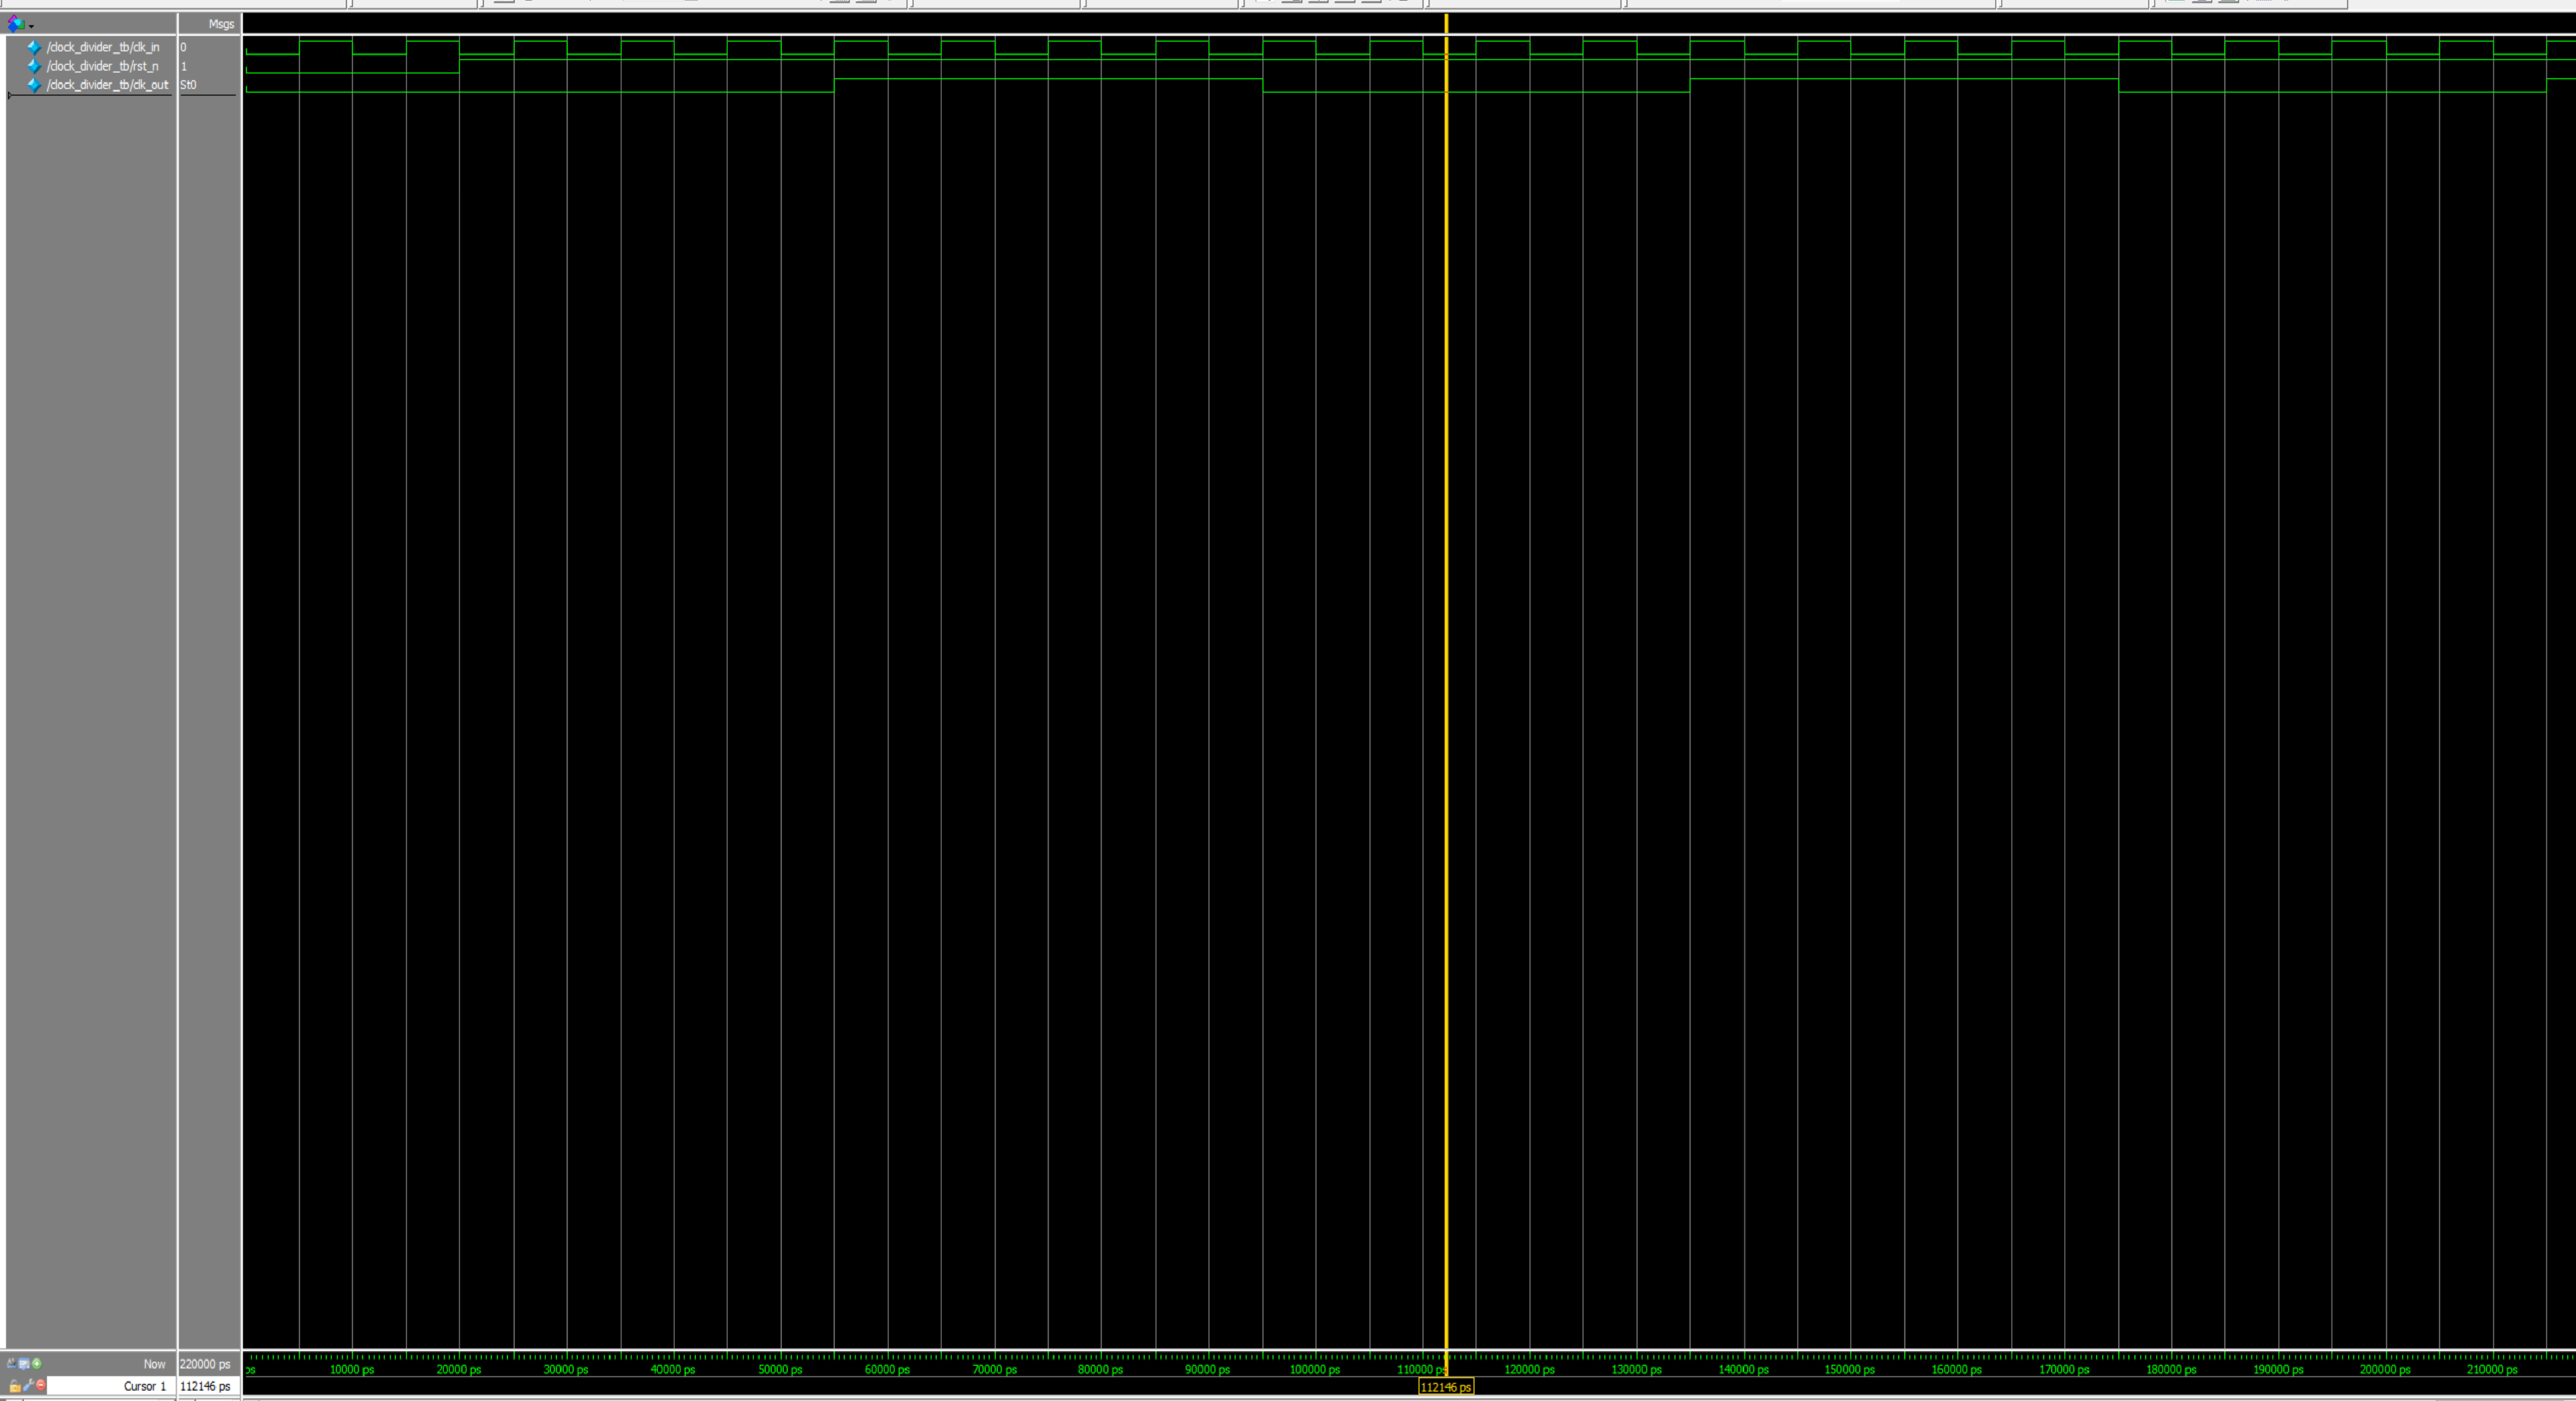 Msgs
/clock_divider_tb/clk_in 0
/clock_divider_tb/rst_n 1
/clock_divider_tb/clk_out St0
Now 220000 ps
ps 10000 ps 20000 ps 30000 ps 40000 ps 50000 ps 60000 ps 70000 ps 80000 ps 90000 ps 100000 ps 110000 ps 120000 ps 130000 ps 140000 ps 150000 ps 160000 ps 170000 ps 180000 ps 190000 ps 200000 ps 210000 ps
Cursor 1 112146 ps
112146 ps